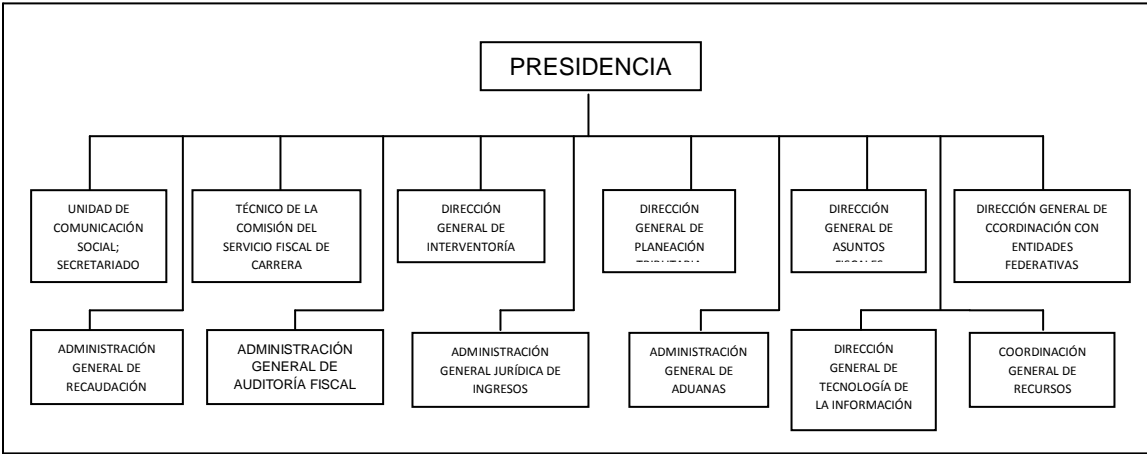 PRESIDENCIA
UNIDAD DE
COMUNICACIÓN
SOCIAL;
SECRETARIADO
TÉCNICO DE LA
COMISIÓN DEL
SERVICIO FISCAL DE
CARRERA
DIRECCIÓN
GENERAL DE
INTERVENTORÍA
DIRECCIÓN
GENERAL DE
PLANEACIÓN
TRIBUTARIA
DIRECCIÓN
GENERAL DE
ASUNTOS
FISCALES
DIRECCIÓN GENERAL DE
CCORDINACIÓN CON
ENTIDADES
FEDERATIVAS
ADMINISTRACIÓN
GENERAL DE
RECAUDACIÓN
ADMINISTRACIÓN
GENERAL DE
AUDITORÍA FISCAL
ADMINISTRACIÓN
GENERAL JURÍDICA DE
INGRESOS
ADMINISTRACIÓN
GENERAL DE
ADUANAS
DIRECCIÓN
GENERAL DE
TECNOLOGÍA DE
LA INFORMACIÓN
COORDINACIÓN
GENERAL DE
RECURSOS